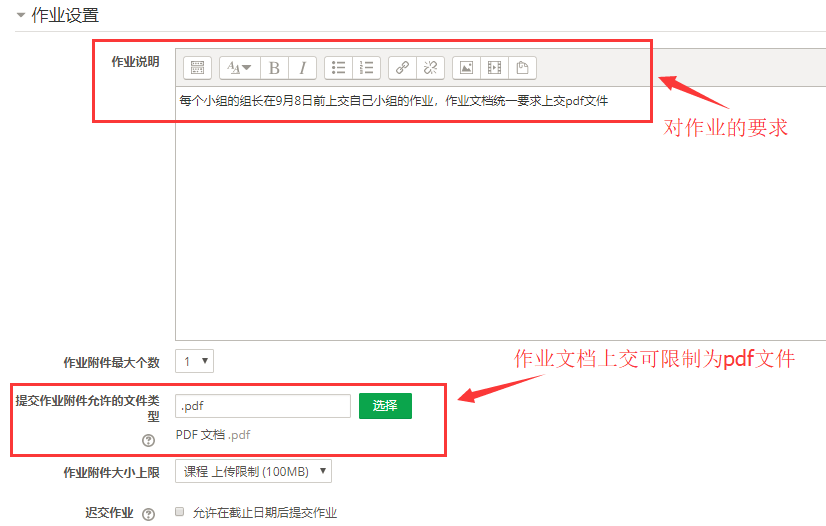 作业设置
作业说明
B I
每个小组的组长在9月8日前上交自己小组的作业，作业文档统一要求上交pdf文件
对作业的要求
作业附件最大个数 1
作业文档上交可限制为pdf文件
提交作业附件允许的文件类
型
.pdf 选择
PDF 文档 .pdf
作业附件大小上限 课程 上传限制 (100MB)
迟交作业 允许在截止日期后提交作业